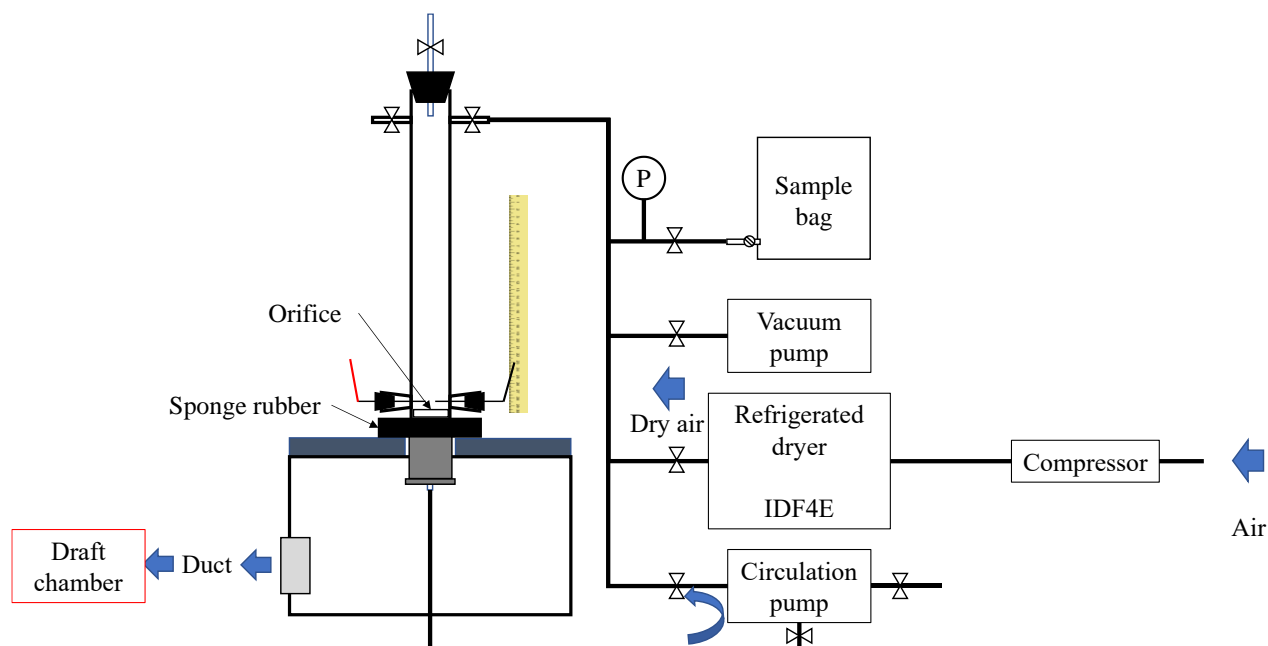 P
Sample
bag
Orifice
Vacuum
pump
Sponge rubber
Dry air
Refrigerated
dryer
IDF4E
Compressor
Air
Draft
chamber
Duct
Circulation
pump